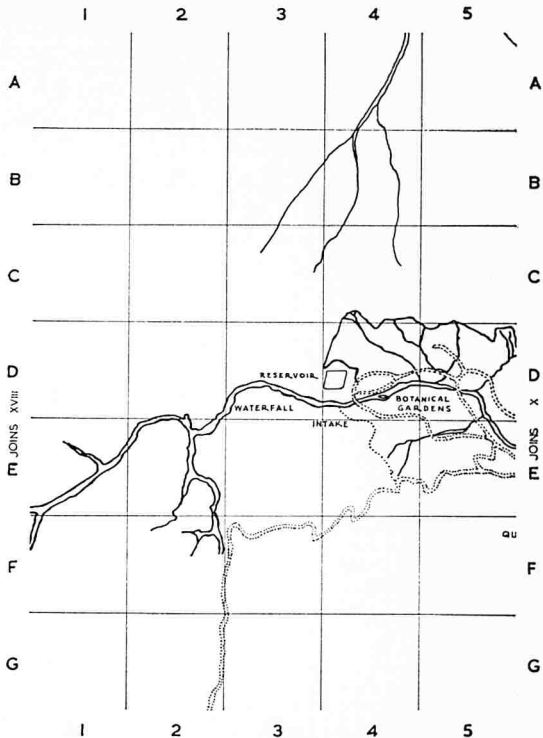 1 2 3 4 5
A A
B B
C C
RESERVOIR
D D
JOINS XVIII
JOINS X
WATERFALL
BOTANICAL
GARDENS
INTAKE
E E
QU
F F
G G
1 2 3 4 5